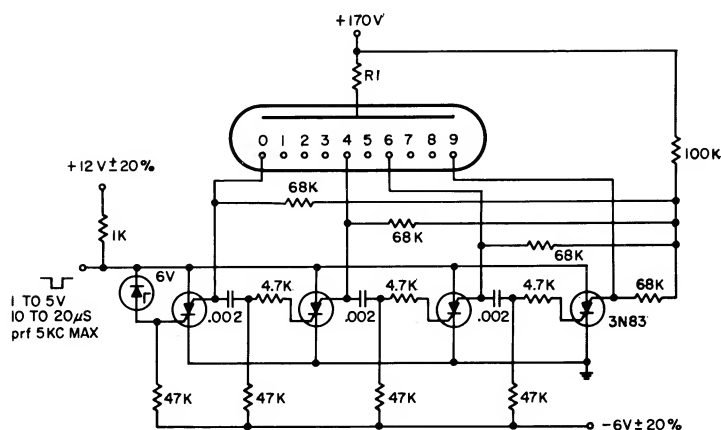 +170V
R1
0 1 2 3 4 5 6 7 8 9
100K
+12V±20%
68K
1K
68K
68K
6V
1 TO 5V
10 TO 20μS
prf 5KC MAX
4.7K
4.7K
4.7K
68K
.002
.002
.002
3N83
47K
47K
47K
47K
-6V±20%